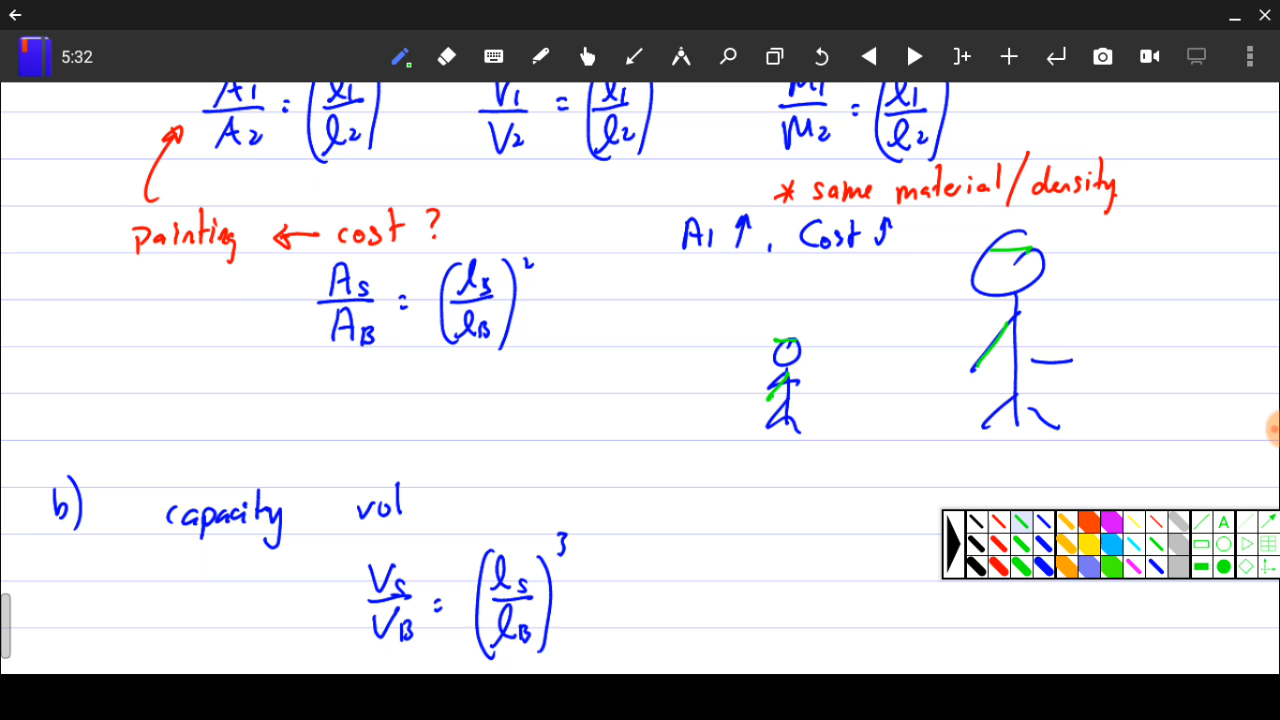 5:32
A1/A2 = (l1/l2) V1/V2 = (l1/l2) M1/M2 = (l1/l2)
* same material/density
painting ← cost ? A1 ↑, Cost ↑
As/AB = (ls/lB)²
b) capacity vol
Vs/VB = (ls/lB)³
A